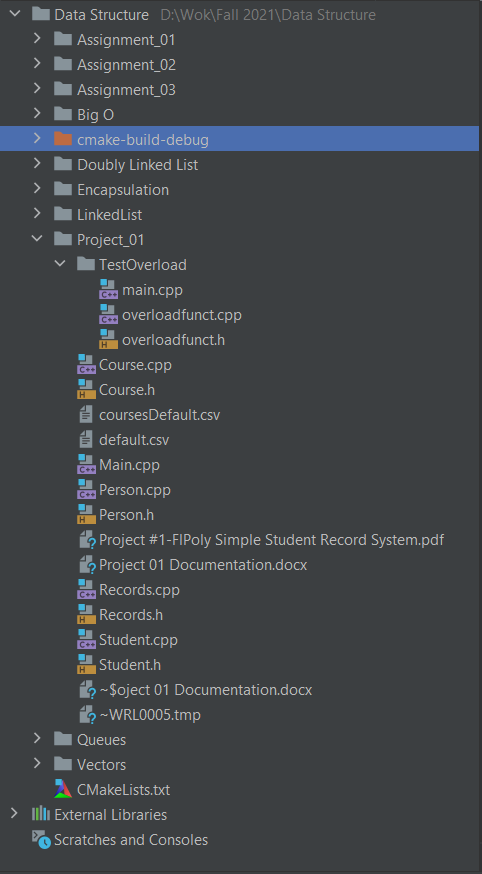 Data Structure D:\Wok\Fall 2021\Data Structure
Assignment_01
Assignment_02
Assignment_03
Big O
cmake-build-debug
Doubly Linked List
Encapsulation
LinkedList
Project_01
TestOverload
main.cpp
overloadfunct.cpp
overloadfunct.h
Course.cpp
Course.h
coursesDefault.csv
default.csv
Main.cpp
Person.cpp
Person.h
Project #1-FlPoly Simple Student Record System.pdf
Project 01 Documentation.docx
Records.cpp
Records.h
Student.cpp
Student.h
~$oject 01 Documentation.docx
~WRL0005.tmp
Queues
Vectors
CMakeLists.txt
External Libraries
Scratches and Consoles